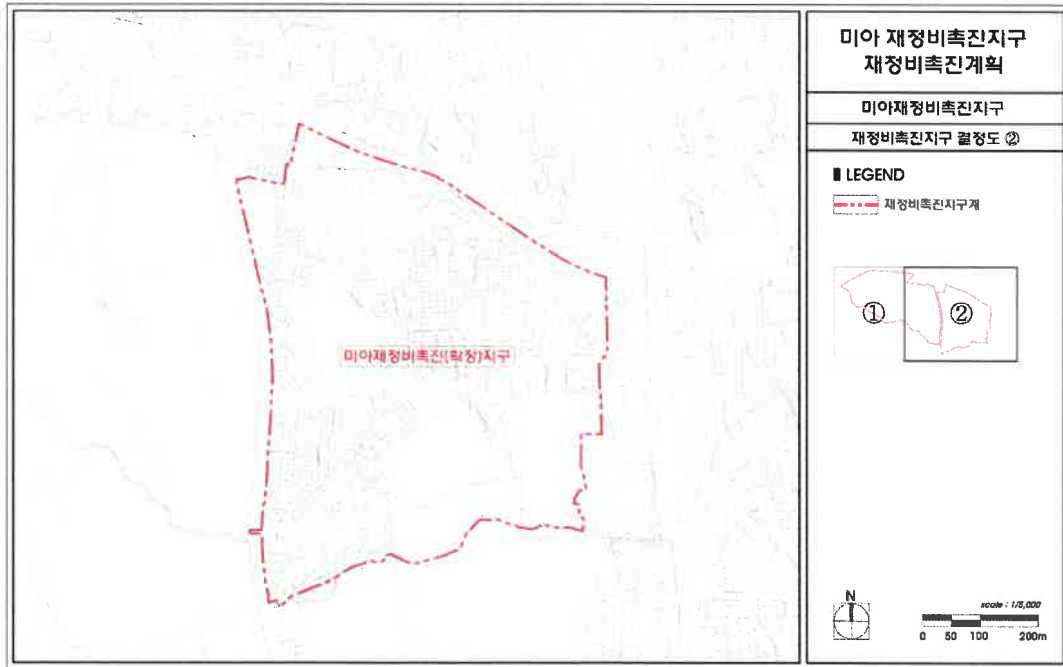 미아 재정비촉진지구
재정비촉진계획
미아재정비촉진지구
재정비촉진지구 결정도 ②
LEGEND
재정비촉진지구계
① ②
미아재정비촉진(확장)지구
N
scale : 1/5,000
0 50 100 200m